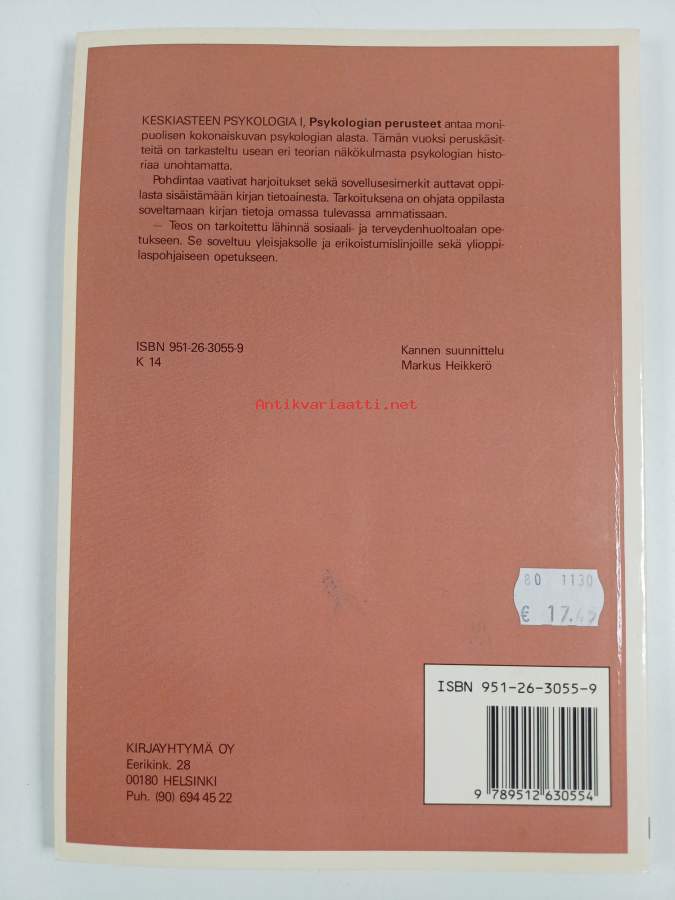 KESKIASTEEN PSYKOLOGIA I, Psykologian perusteet antaa moni-
puolisen kokonaiskuvan psykologian alasta. Tämän vuoksi peruskäsit-
teitä on tarkasteltu usean eri teorian näkökulmasta psykologian histo-
riaa unohtamatta.
Pohdintaa vaativat harjoitukset sekä sovellusesimerkit auttavat oppi-
lasta sisäistämään kirjan tietoainesta. Tarkoituksena on ohjata oppilasta
soveltamaan kirjan tietoja omassa tulevassa ammatissaan.
— Teos on tarkoitettu lähinnä sosiaali- ja terveydenhuoltoalan ope-
tukseen. Se soveltuu yleisjaksolle ja erikoistumislinjoille sekä ylioppi-
laspohjaiseen opetukseen.
ISBN 951-26-3055-9
K 14
Kannen suunnittelu
Markus Heikkerö
Antikvariaatti.net
80 1130
€ 17.45
ISBN 951-26-3055-9
9 789512 630554
KIRJAYHTYMÄ OY
Eerikink. 28
00180 HELSINKI
Puh. (90) 694 45 22